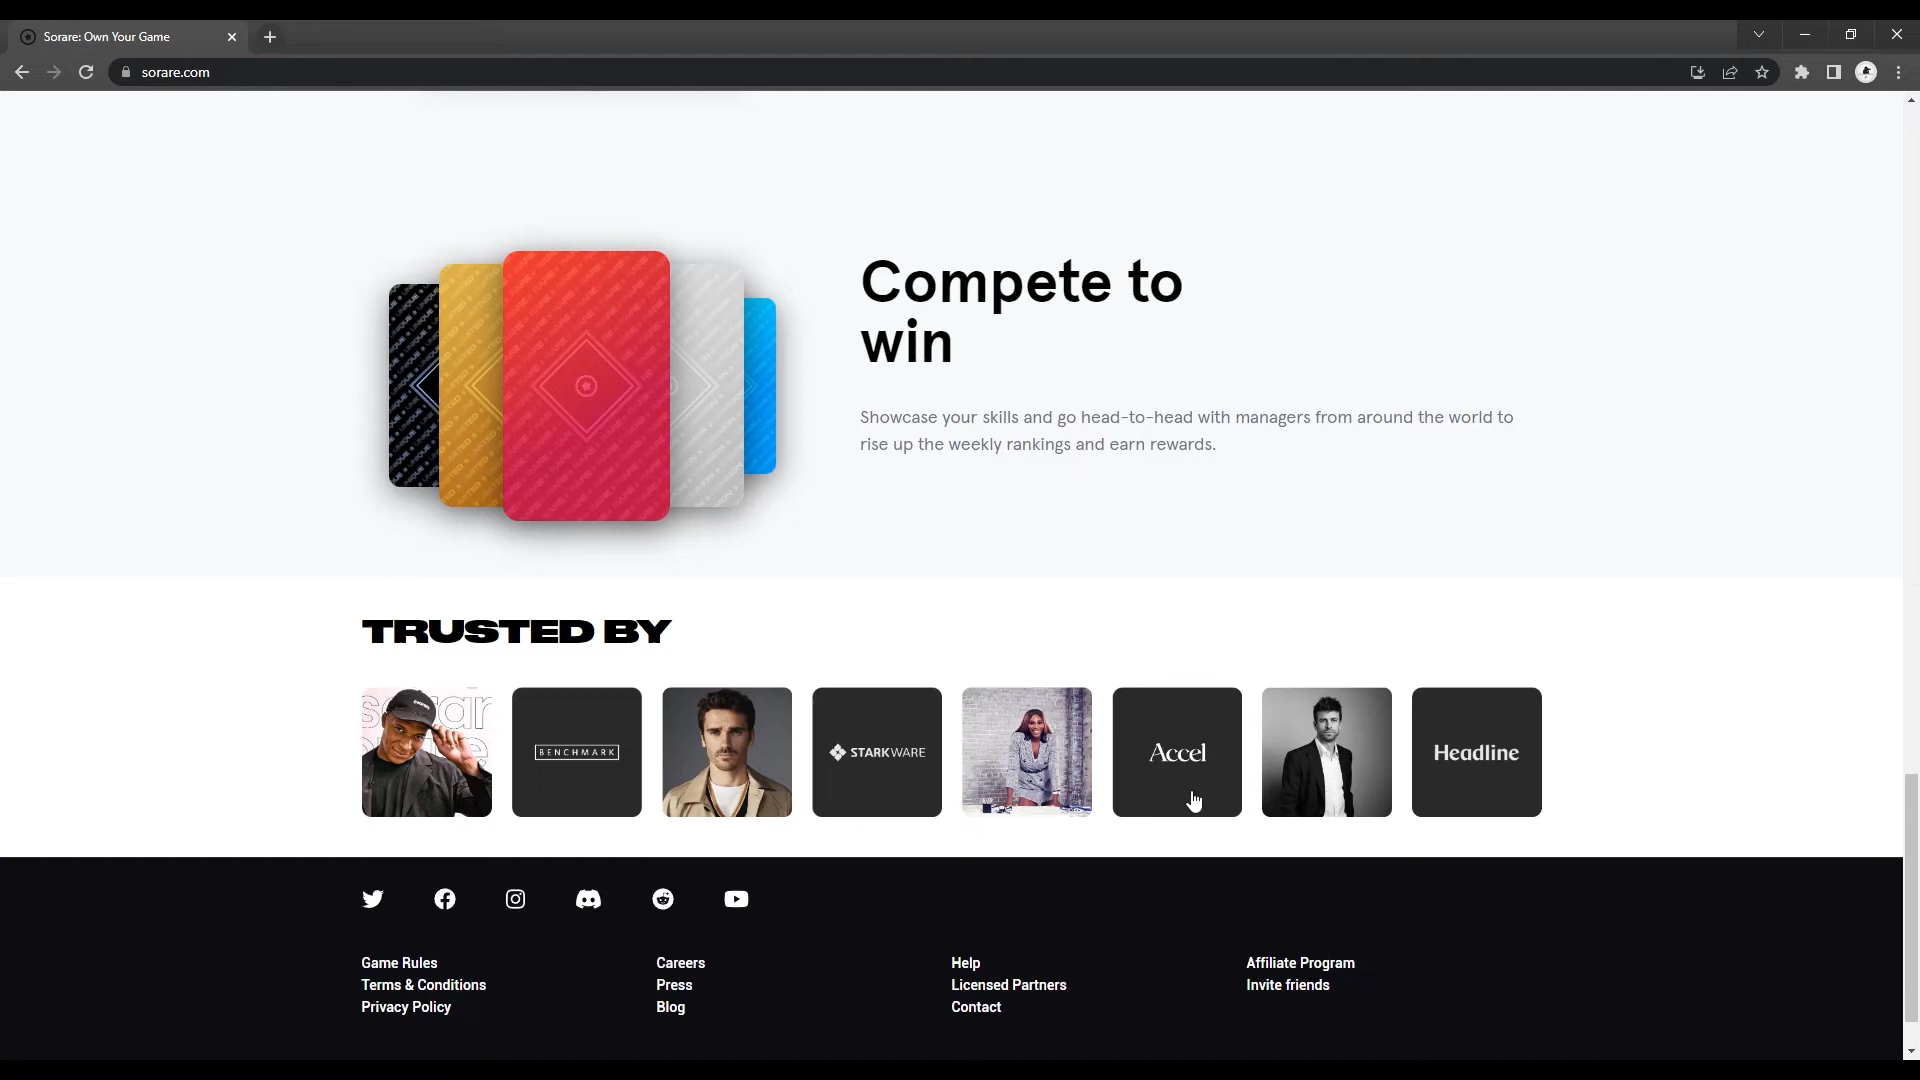 Sorare: Own Your Game
sorare.com
UNIQUE
LIMITED
Compete to
win
Showcase your skills and go head-to-head with managers from around the world to
rise up the weekly rankings and earn rewards.
TRUSTED BY
BENCHMARK
STARKWARE
Accel
Headline
Game Rules
Careers
Help
Affiliate Program
Terms & Conditions
Press
Licensed Partners
Invite friends
Privacy Policy
Blog
Contact